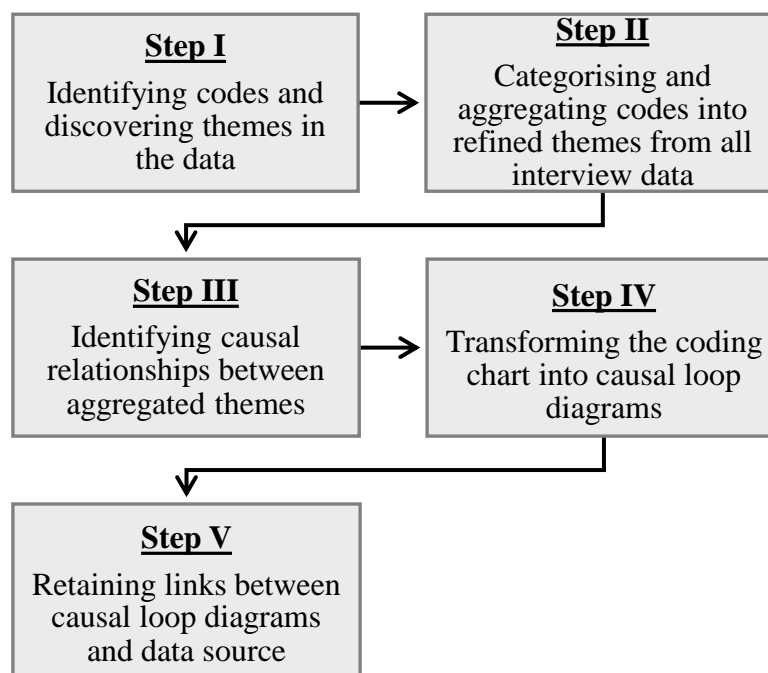 Step I
Identifying codes and
discovering themes in
the data
Step II
Categorising and
aggregating codes into
refined themes from all
interview data
Step III
Identifying causal
relationships between
aggregated themes
Step IV
Transforming the coding
chart into causal loop
diagrams
Step V
Retaining links between
causal loop diagrams
and data source